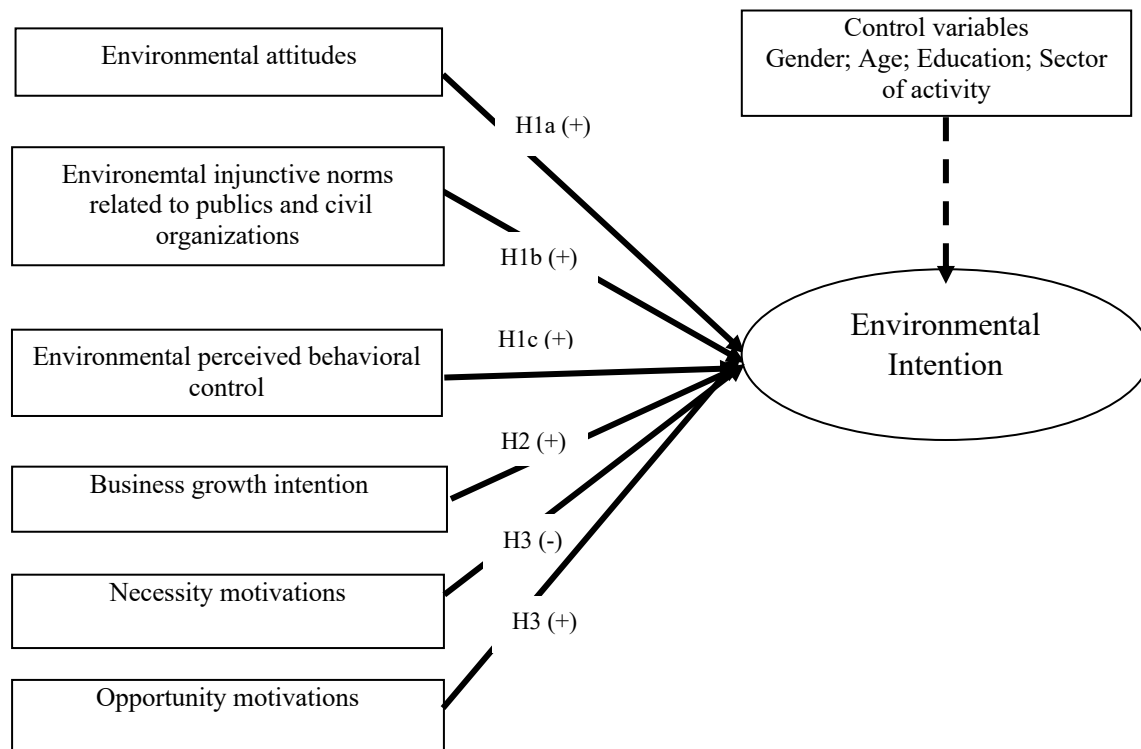 Environmental attitudes
Control variables
Gender; Age; Education; Sector
of activity
H1a (+)
Environemtal injunctive norms
related to publics and civil
organizations
H1b (+)
Environmental perceived behavioral
control
H1c (+)
Environmental
Intention
H2 (+)
Business growth intention
H3 (-)
Necessity motivations
H3 (+)
Opportunity motivations